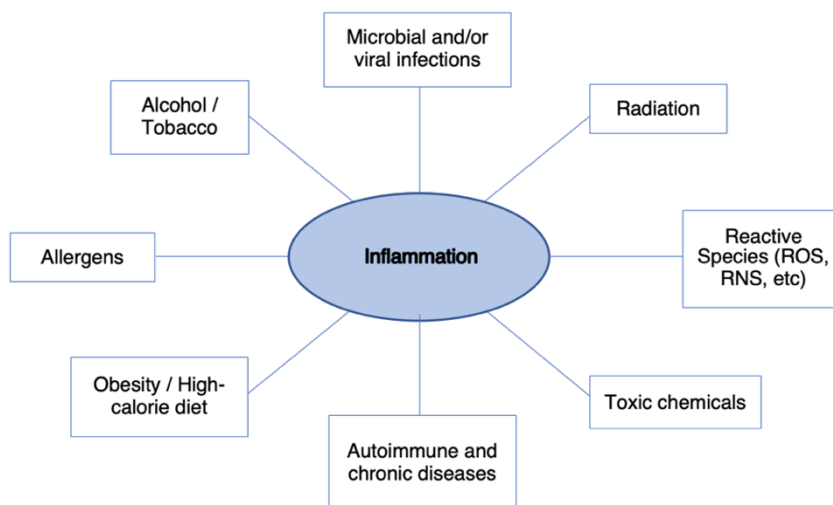 Microbial and/or
viral infections
Alcohol /
Tobacco
Radiation
Allergens
Inflammation
Reactive
Species (ROS,
RNS, etc)
Obesity / High-
calorie diet
Toxic chemicals
Autoimmune and
chronic diseases